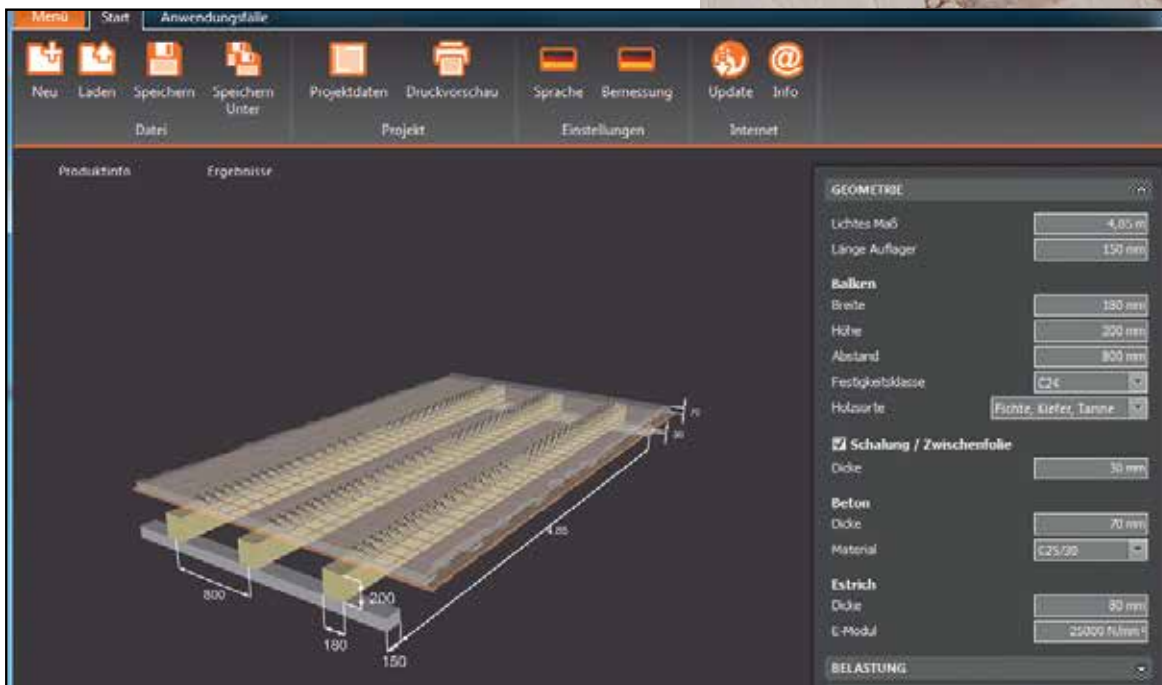 Menü Start Anwendungsfälle
Neu Laden Speichern Speichern Unter Projektdaten Druckvorschau Sprache Bemessung Update Info
Datei Projekt Einstellungen Internet
Produktinfo Ergebnisse
GEOMETRIE
Lichtes Maß 4,85 m
Länge Auflager 150 mm
Balken
Breite 180 mm
Höhe 200 mm
Abstand 800 mm
Festigkeitsklasse C24
Holzsorte Fichte, Kiefer, Tanne
Schalung / Zwischenfolie
Dicke 30 mm
Beton
Dicke 70 mm
Material C25/30
Estrich
Dicke 80 mm
E-Modul 25000 N/mm²
BELASTUNG
70
4,85
800
200
180
150